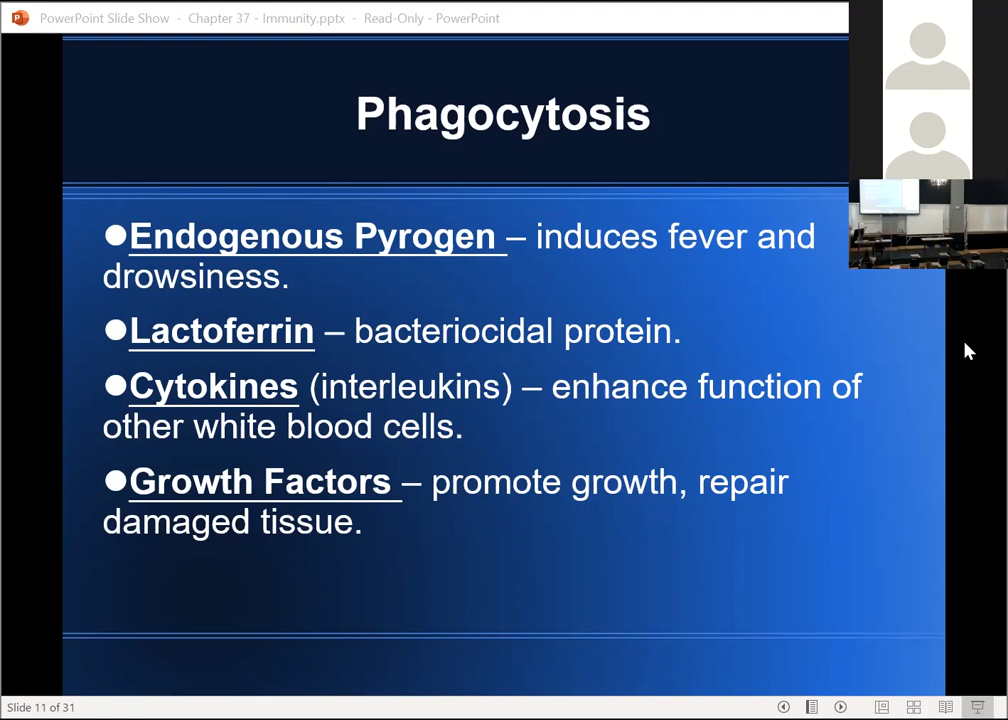 PowerPoint Slide Show - Chapter 37 - Immunity.pptx - Read-Only - PowerPoint
Phagocytosis
●Endogenous Pyrogen – induces fever and
drowsiness.
●Lactoferrin – bacteriocidal protein.
●Cytokines (interleukins) – enhance function of
other white blood cells.
●Growth Factors – promote growth, repair
damaged tissue.
Slide 11 of 31